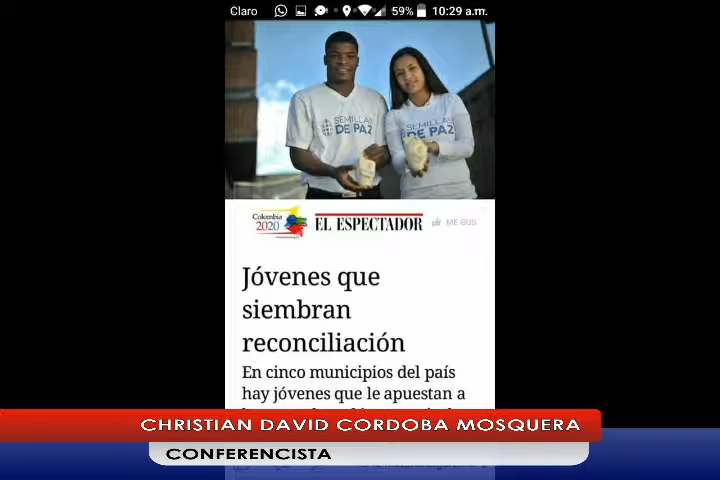 Claro 59% 10:29 a.m.
SEMILLAS
DE PAZ
SEMILLAS
DE PAZ
Colombia
2020
EL ESPECTADOR
ME GUS
Jóvenes que
siembran
reconciliación
En cinco municipios del país
hay jóvenes que le apuestan a
CHRISTIAN DAVID CORDOBA MOSQUERA
CONFERENCISTA